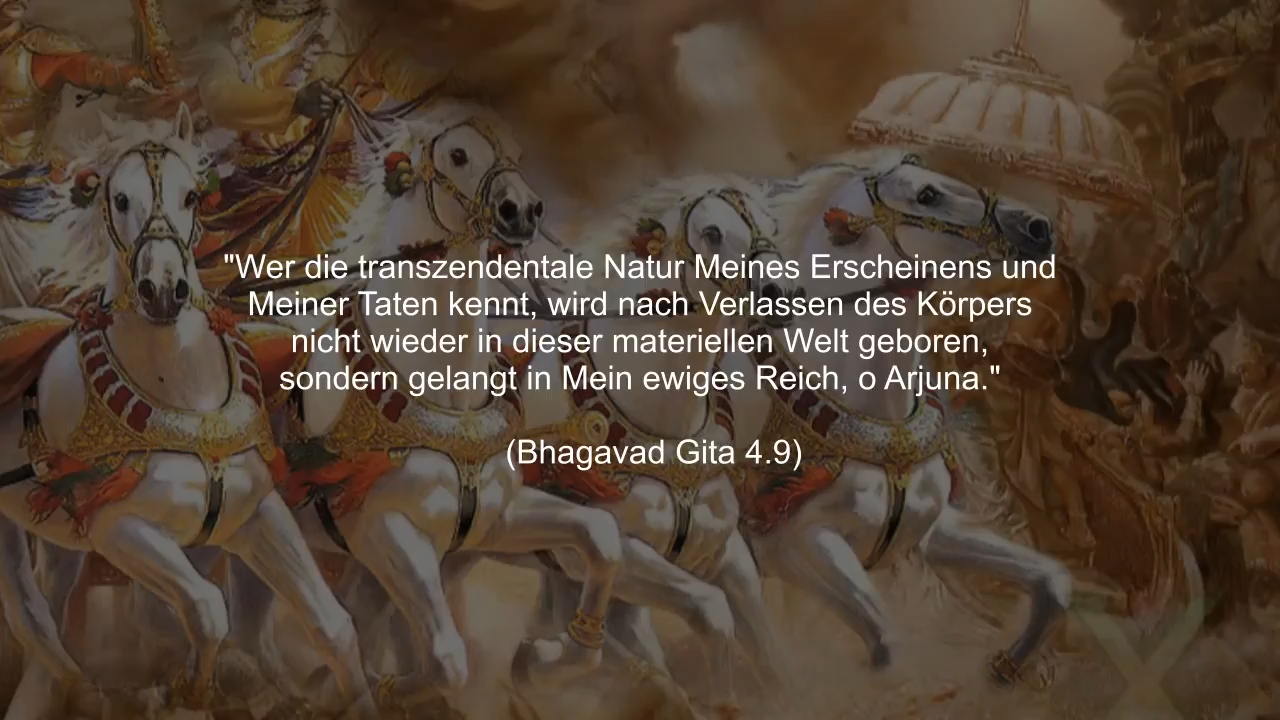 "Wer die transzendentale Natur Meines Erscheinens und
Meiner Taten kennt, wird nach Verlassen des Körpers
nicht wieder in dieser materiellen Welt geboren,
sondern gelangt in Mein ewiges Reich, o Arjuna."
(Bhagavad Gita 4.9)